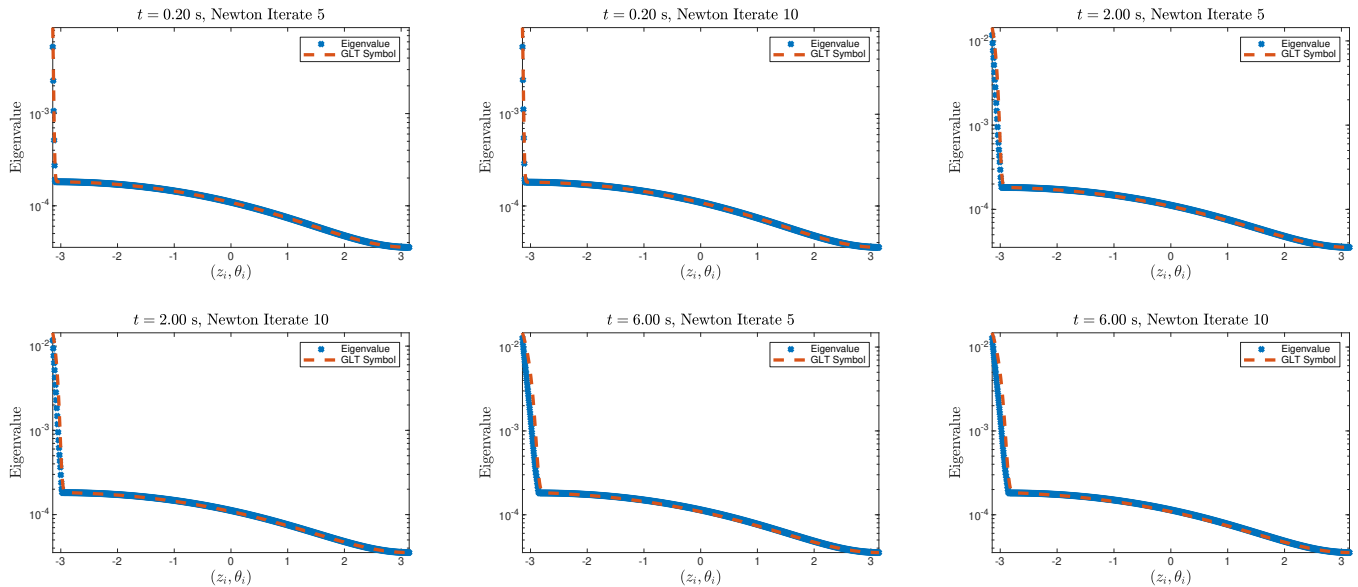 t = 0.20 s, Newton Iterate 5
Eigenvalue
GLT Symbol
10^-3
10^-4
Eigenvalue
-3 -2 -1 0 1 2 3
(z_i, θ_i)
t = 0.20 s, Newton Iterate 10
Eigenvalue
GLT Symbol
10^-3
10^-4
Eigenvalue
-3 -2 -1 0 1 2 3
(z_i, θ_i)
t = 2.00 s, Newton Iterate 5
Eigenvalue
GLT Symbol
10^-2
10^-3
10^-4
Eigenvalue
-3 -2 -1 0 1 2 3
(z_i, θ_i)
t = 2.00 s, Newton Iterate 10
Eigenvalue
GLT Symbol
10^-2
10^-3
10^-4
Eigenvalue
-3 -2 -1 0 1 2 3
(z_i, θ_i)
t = 6.00 s, Newton Iterate 5
Eigenvalue
GLT Symbol
10^-2
10^-3
10^-4
Eigenvalue
-3 -2 -1 0 1 2 3
(z_i, θ_i)
t = 6.00 s, Newton Iterate 10
Eigenvalue
GLT Symbol
10^-2
10^-3
10^-4
Eigenvalue
-3 -2 -1 0 1 2 3
(z_i, θ_i)